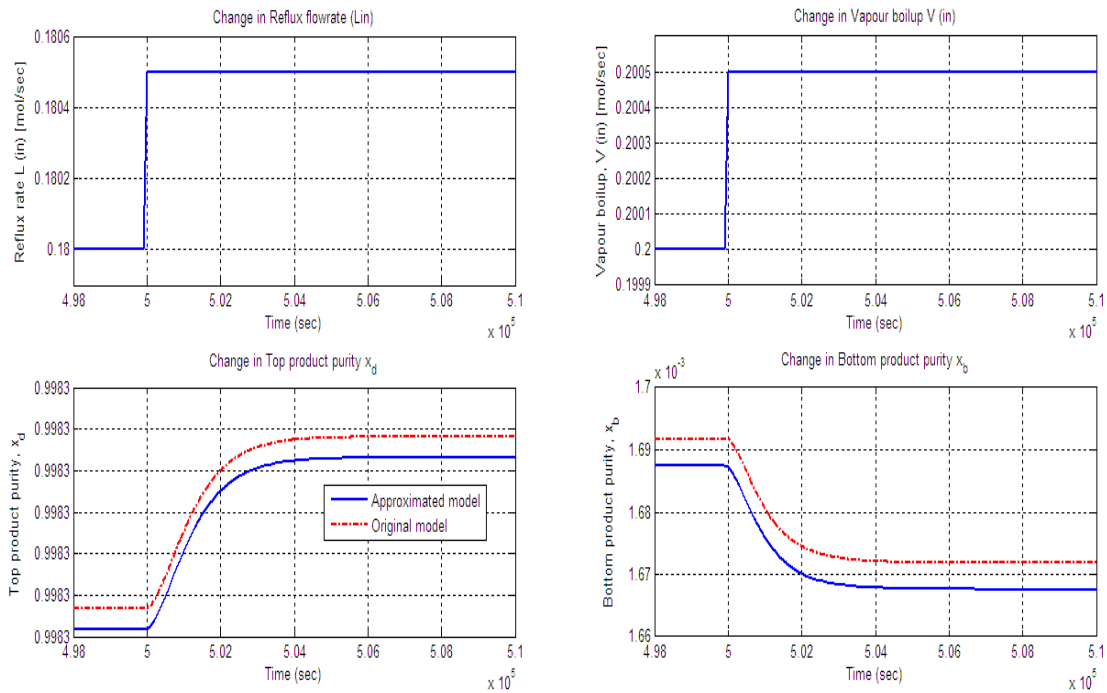 Change in Reflux flowrate (Lin)
Reflux rate L (in) [mol/sec]
0.1806
0.1804
0.1802
0.18
4.98 5 5.02 5.04 5.06 5.08 5.1
Time (sec)
x 10^5
Change in Vapour boilup V (in)
Vapour boilup, V (in) [mol/sec]
0.2005
0.2004
0.2003
0.2002
0.2001
0.2
0.1999
4.98 5 5.02 5.04 5.06 5.08 5.1
Time (sec)
x 10^5
Change in Top product purity x_d
Top product purity, x_d
0.9983
0.9983
0.9983
0.9983
0.9983
0.9983
0.9983
Approximated model
Original model
4.98 5 5.02 5.04 5.06 5.08 5.1
Time (sec)
x 10^5
Change in Bottom product purity x_b
x 10^-3
Bottom product purity, x_b
1.7
1.69
1.68
1.67
1.66
4.98 5 5.02 5.04 5.06 5.08 5.1
Time (sec)
x 10^5